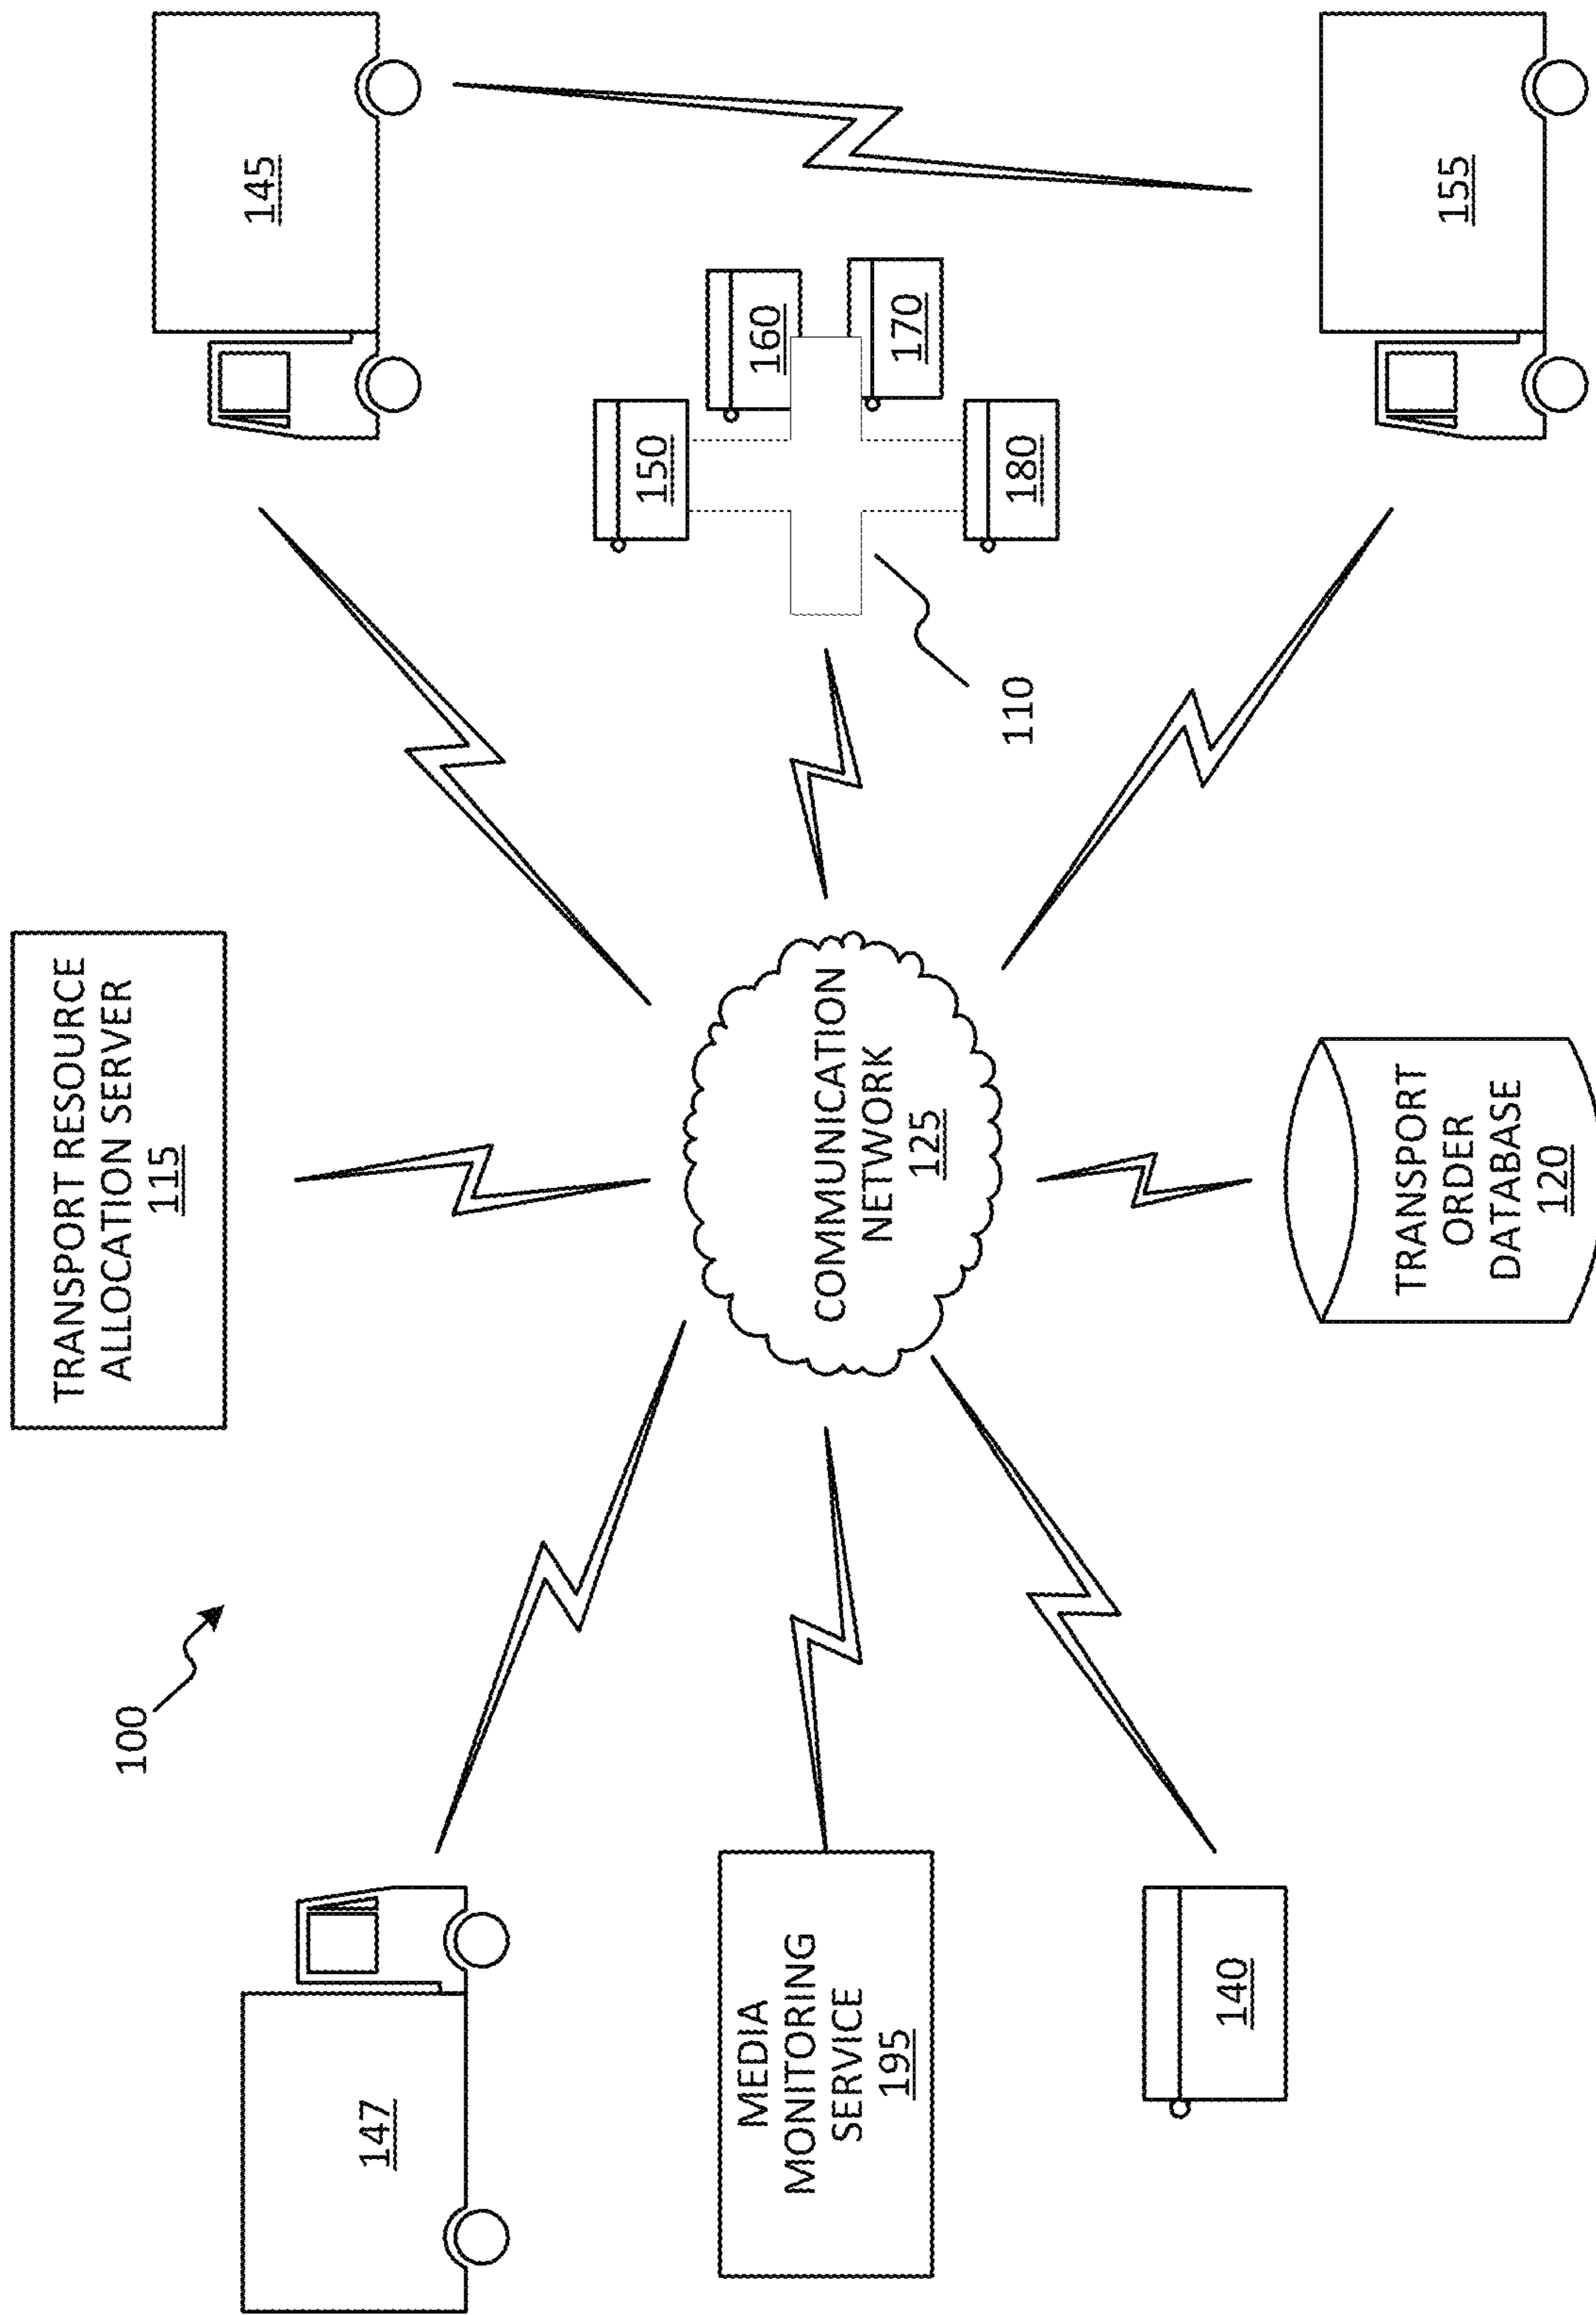 100
147
TRANSPORT RESOURCE
ALLOCATION SERVER
115
145
MEDIA
MONITORING
SERVICE
195
COMMUNICATION
NETWORK
125
150
160
170
180
110
140
TRANSPORT
ORDER
DATABASE
120
155